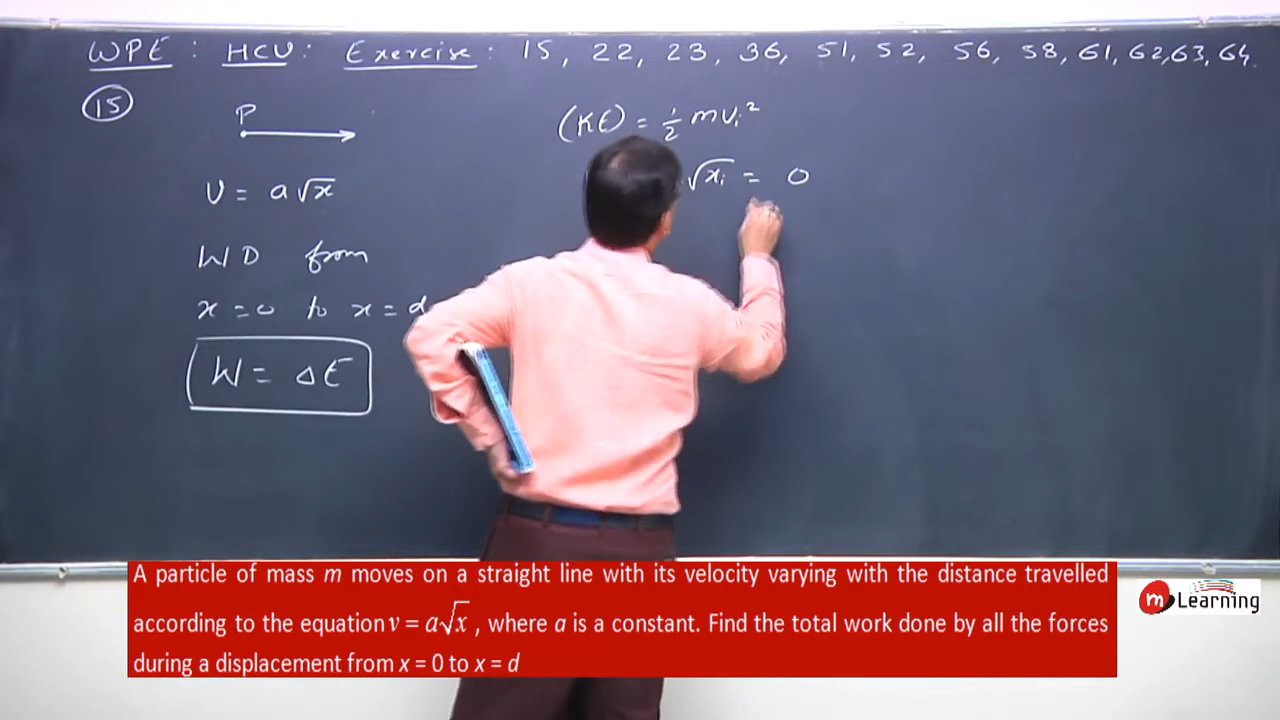 WPE : HCV : Exercise : 15, 22, 23, 36, 51, 52, 56, 58, 61, 62, 63, 64
15
P
v = a√x
WD from
x = 0 to x = d
W = ΔE
(KE) = 1/2 mvᵢ²
√xᵢ = 0
A particle of mass m moves on a straight line with its velocity varying with the distance travelled
according to the equation v = a√x , where a is a constant. Find the total work done by all the forces
during a displacement from x = 0 to x = d
m Learning